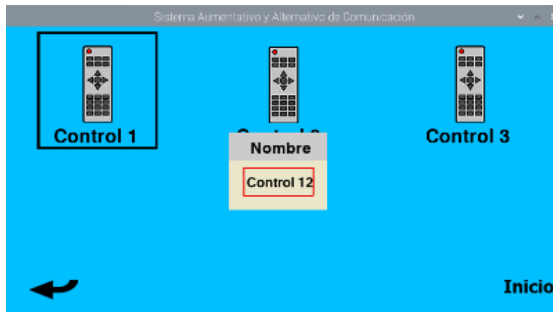 Sistema Aumentativo y Alternativo de Comunicación
Control 1
Control 3
Nombre
Control 12
Inicio